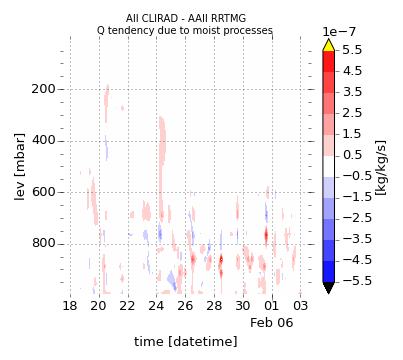 AII CLIRAD - AAII RRTMG
Q tendency due to moist processes
1e−7
5.5
4.5
3.5
2.5
1.5
0.5
−0.5
−1.5
−2.5
−3.5
−4.5
−5.5
[kg/kg/s]
lev [mbar]
200
400
600
800
18 20 22 24 26 28 30 01 03
Feb 06
time [datetime]